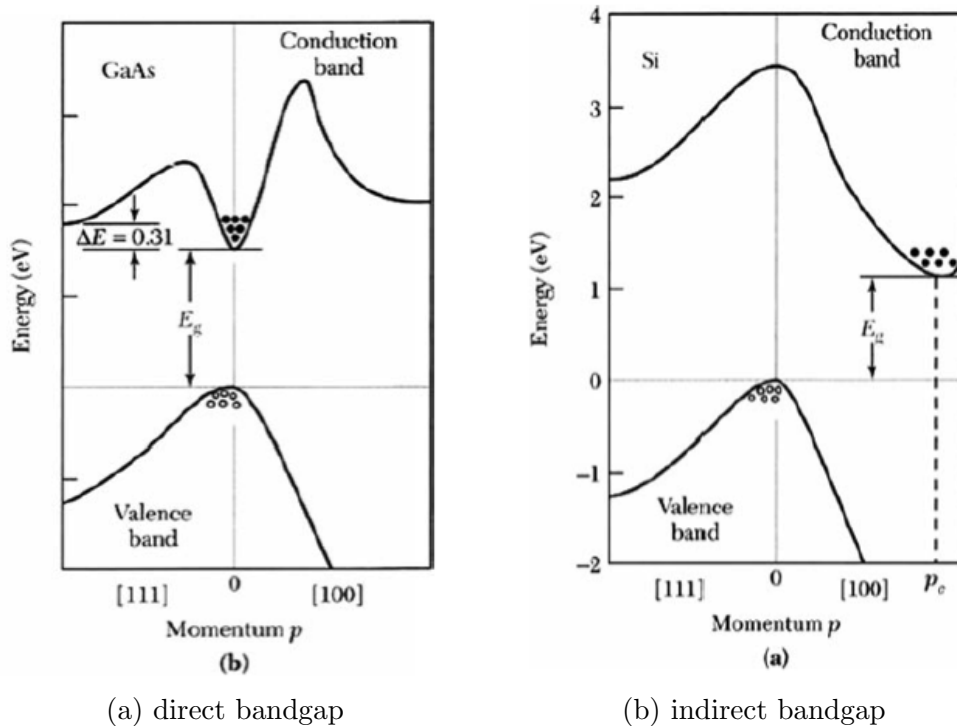 GaAs
Conduction
band
ΔE = 0.31
E_g
Energy (eV)
Valence
band
[111]
0
[100]
Momentum p
(b)
(a) direct bandgap
4
3
2
1
0
−1
−2
Energy (eV)
Si
Conduction
band
E_g
Valence
band
[111]
0
[100]
p_c
Momentum p
(a)
(b) indirect bandgap